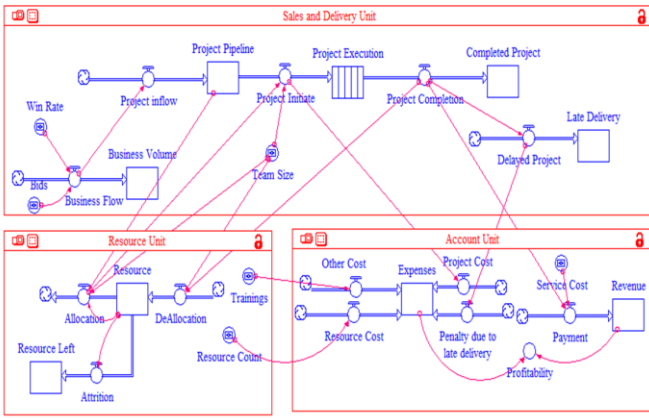 Sales and Delivery Unit
Project Pipeline
Project Execution
Completed Project
Project inflow
Project Initiate
Project Completion
Win Rate
Late Delivery
Business Volume
Team Size
Delayed Project
Bids
Business Flow
Resource Unit
Account Unit
Resource
Other Cost
Expenses
Project Cost
Trainings
Service Cost
Revenue
Allocation
DeAllocation
Resource Cost
Penalty due to
late delivery
Payment
Resource Left
Resource Count
Profitability
Attrition